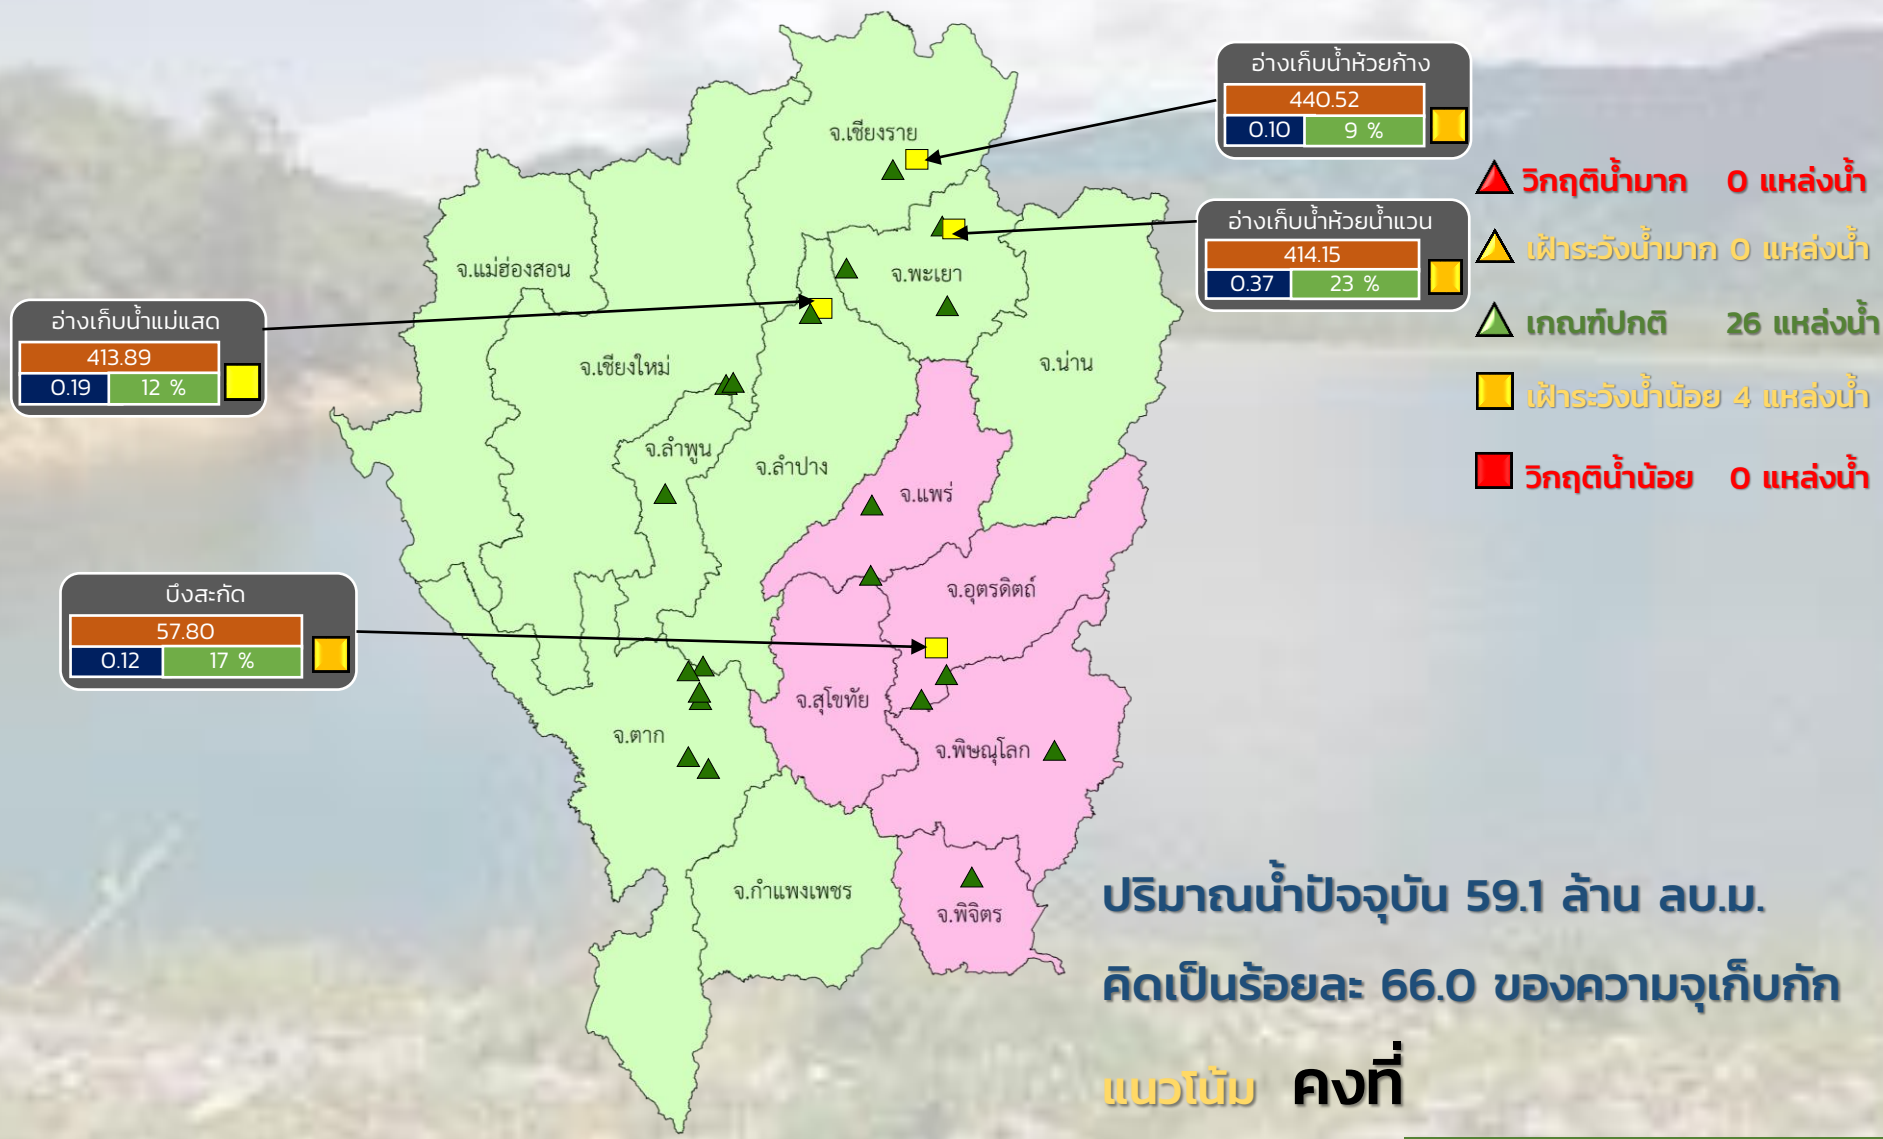 อ่างเก็บน้ำห้วยก้าง
440.52
0.10 9 %
จ.เชียงราย
วิกฤติน้ำมาก 0 แหล่งน้ำ
อ่างเก็บน้ำห้วยน้ำแวน
414.15
0.37 23 %
เฝ้าระวังน้ำมาก 0 แหล่งน้ำ
จ.แม่ฮ่องสอน
จ.พะเยา
อ่างเก็บน้ำแม่แสด
413.89
0.19 12 %
เกณฑ์ปกติ 26 แหล่งน้ำ
จ.เชียงใหม่
จ.น่าน
เฝ้าระวังน้ำน้อย 4 แหล่งน้ำ
จ.ลำพูน
จ.ลำปาง
วิกฤติน้ำน้อย 0 แหล่งน้ำ
จ.แพร่
บึงสะกัด
57.80
0.12 17 %
จ.อุตรดิตถ์
จ.สุโขทัย
จ.ตาก
จ.พิษณุโลก
จ.กำแพงเพชร
จ.พิจิตร
ปริมาณน้ำปัจจุบัน 59.1 ล้าน ลบ.ม.
คิดเป็นร้อยละ 66.0 ของความจุเก็บกัก
แนวโน้ม คงที่